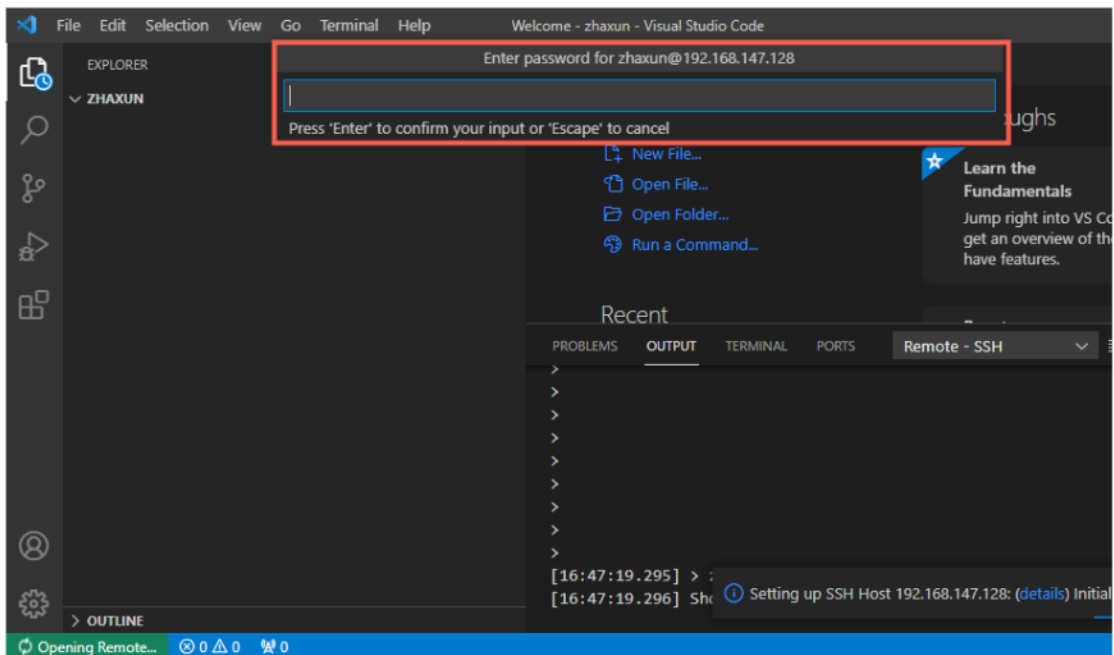 File Edit Selection View Go Terminal Help Welcome - zhaxun - Visual Studio Code
EXPLORER
ZHAXUN
Enter password for zhaxun@192.168.147.128
Press 'Enter' to confirm your input or 'Escape' to cancel
New File...
Open File...
Open Folder...
Run a Command...
Recent
Learn the
Fundamentals
Jump right into VS Co
get an overview of th
have features.
PROBLEMS OUTPUT TERMINAL PORTS Remote - SSH
>
>
>
>
>
>
>
>
>
[16:47:19.295] >
[16:47:19.296] Sho
Setting up SSH Host 192.168.147.128: (details) Initial
> OUTLINE
Opening Remote... 0 0 0